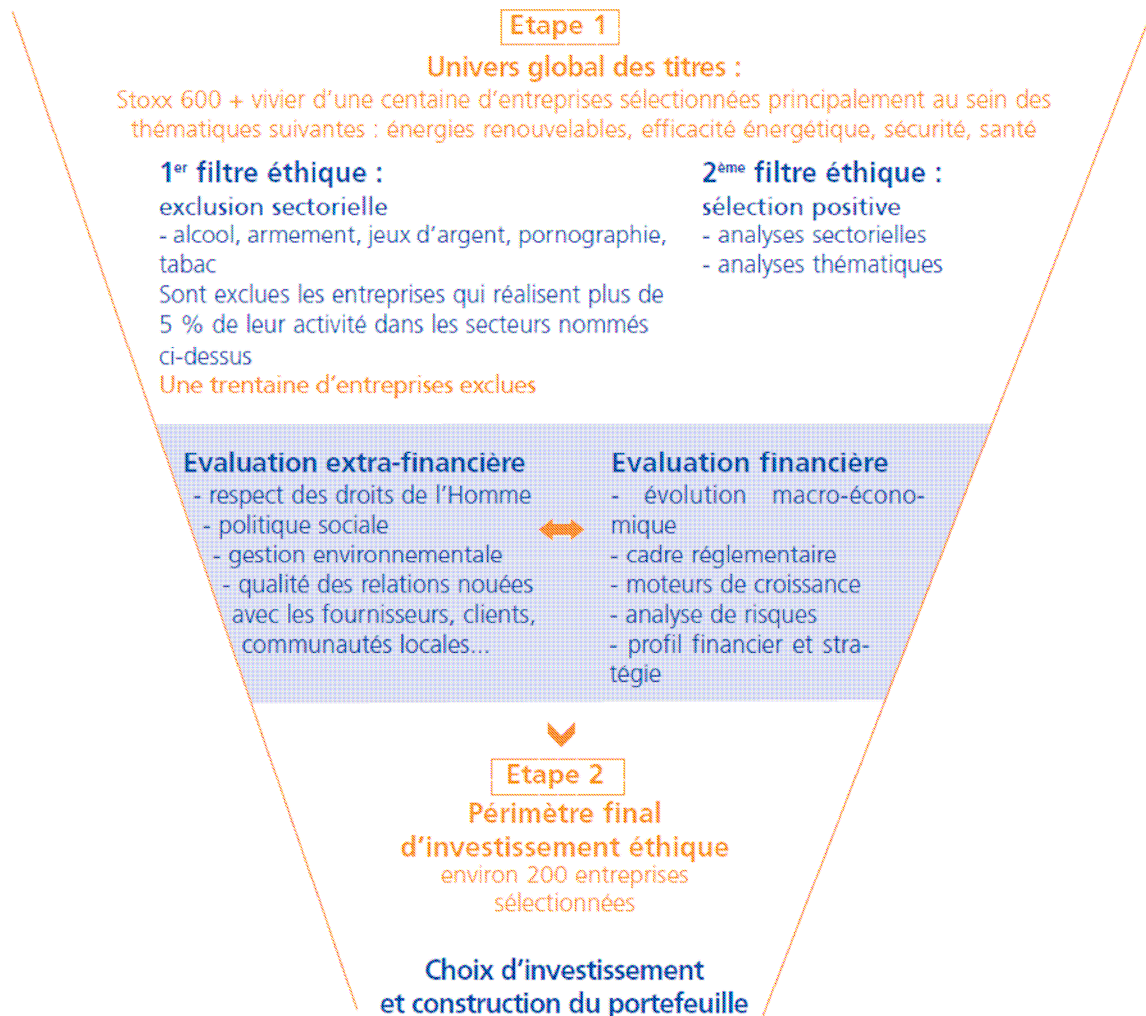 Etape 1
Univers global des titres :
Stoxx 600 + vivier d'une centaine d'entreprises sélectionnées principalement au sein des
thématiques suivantes : énergies renouvelables, efficacité énergétique, sécurité, santé
1er filtre éthique :
exclusion sectorielle
- alcool, armement, jeux d'argent, pornographie,
tabac
Sont exclues les entreprises qui réalisent plus de
5 % de leur activité dans les secteurs nommés
ci-dessus
Une trentaine d'entreprises exclues
2ème filtre éthique :
sélection positive
- analyses sectorielles
- analyses thématiques
Evaluation extra-financière
- respect des droits de l'Homme
- politique sociale
- gestion environnementale
- qualité des relations nouées
avec les fournisseurs, clients,
communautés locales...
Evaluation financière
- évolution macro-écono-
mique
- cadre réglementaire
- moteurs de croissance
- analyse de risques
- profil financier et stra-
tégie
Etape 2
Périmètre final
d'investissement éthique
environ 200 entreprises
sélectionnées
Choix d'investissement
et construction du portefeuille